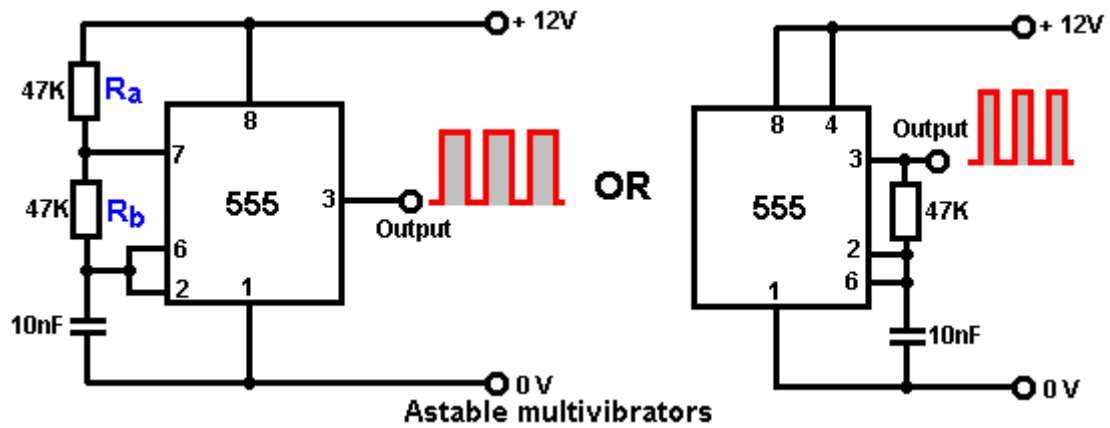 + 12V
47K
Ra
8
7
47K
Rb
555
3
Output
6
2
1
10nF
0 V
OR
+ 12V
8
4
Output
3
555
47K
2
6
1
10nF
0 V
Astable multivibrators